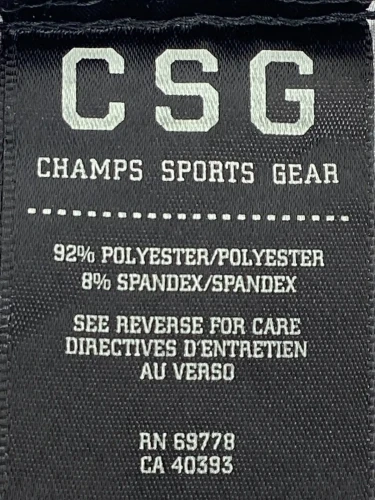 CSG
CHAMPS SPORTS GEAR
92% POLYESTER/POLYESTER
8% SPANDEX/SPANDEX
SEE REVERSE FOR CARE
DIRECTIVES D'ENTRETIEN
AU VERSO
RN 69778
CA 40393